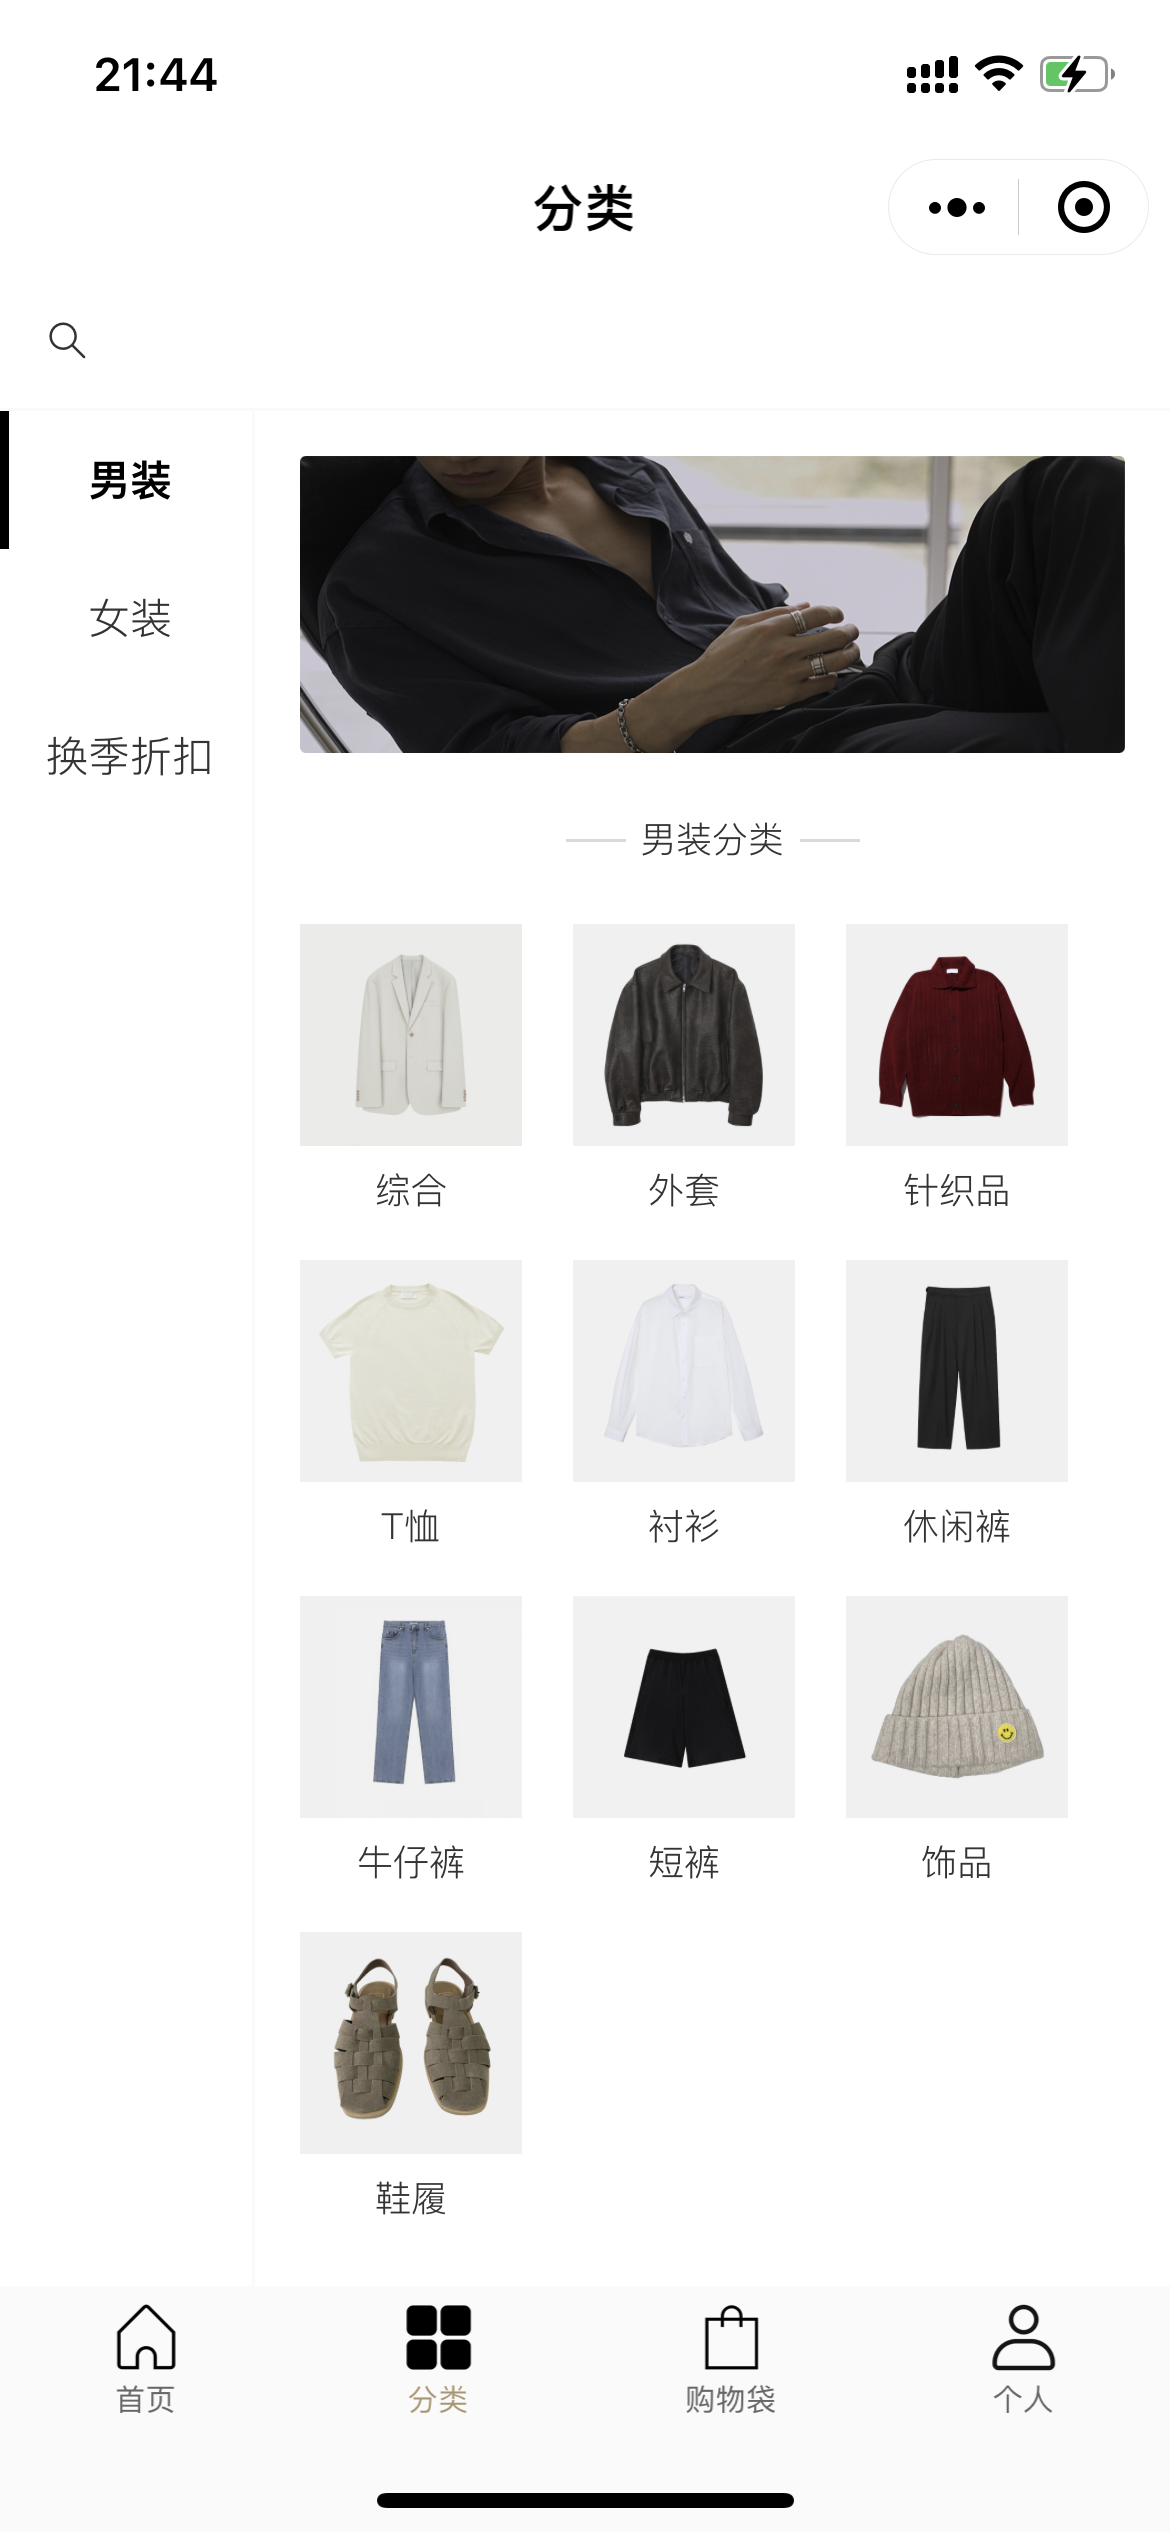 21:44
分类
男装
女装
换季折扣
男装分类
综合
外套
针织品
T恤
衬衫
休闲裤
牛仔裤
短裤
饰品
鞋履
首页
分类
购物袋
个人